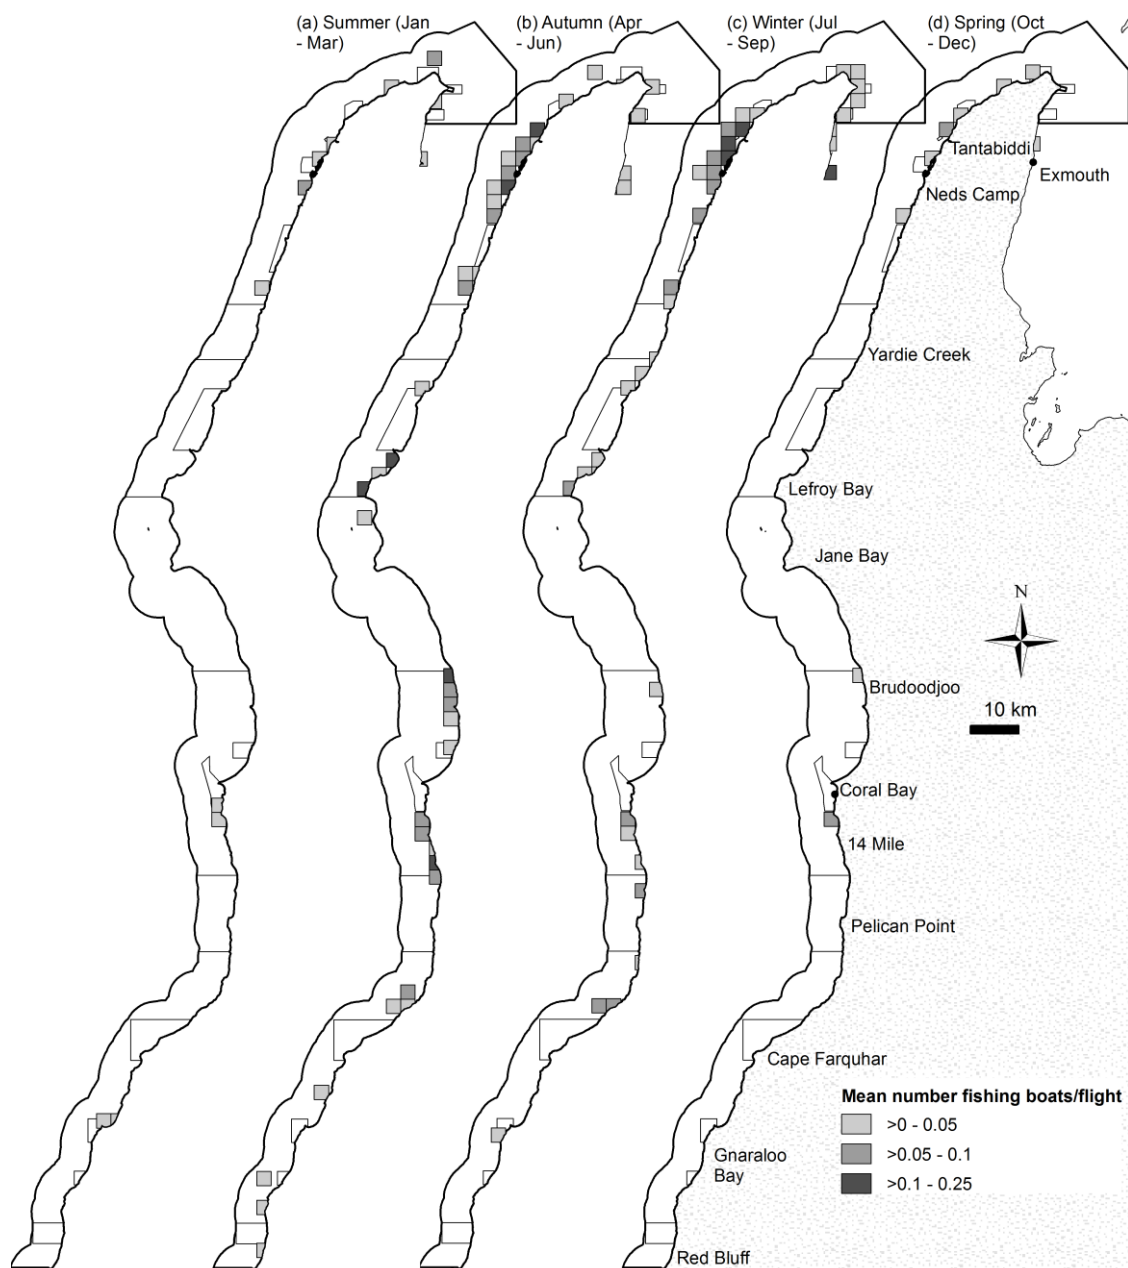 (a) Summer (Jan
- Mar)
(b) Autumn (Apr
- Jun)
(c) Winter (Jul
- Sep)
(d) Spring (Oct
- Dec)
Tantabiddi
Exmouth
Neds Camp
Yardie Creek
Lefroy Bay
Jane Bay
N
Brudoodjoo
10 km
Coral Bay
14 Mile
Pelican Point
Cape Farquhar
Mean number fishing boats/flight
>0 - 0.05
>0.05 - 0.1
>0.1 - 0.25
Gnaraloo
Bay
Red Bluff